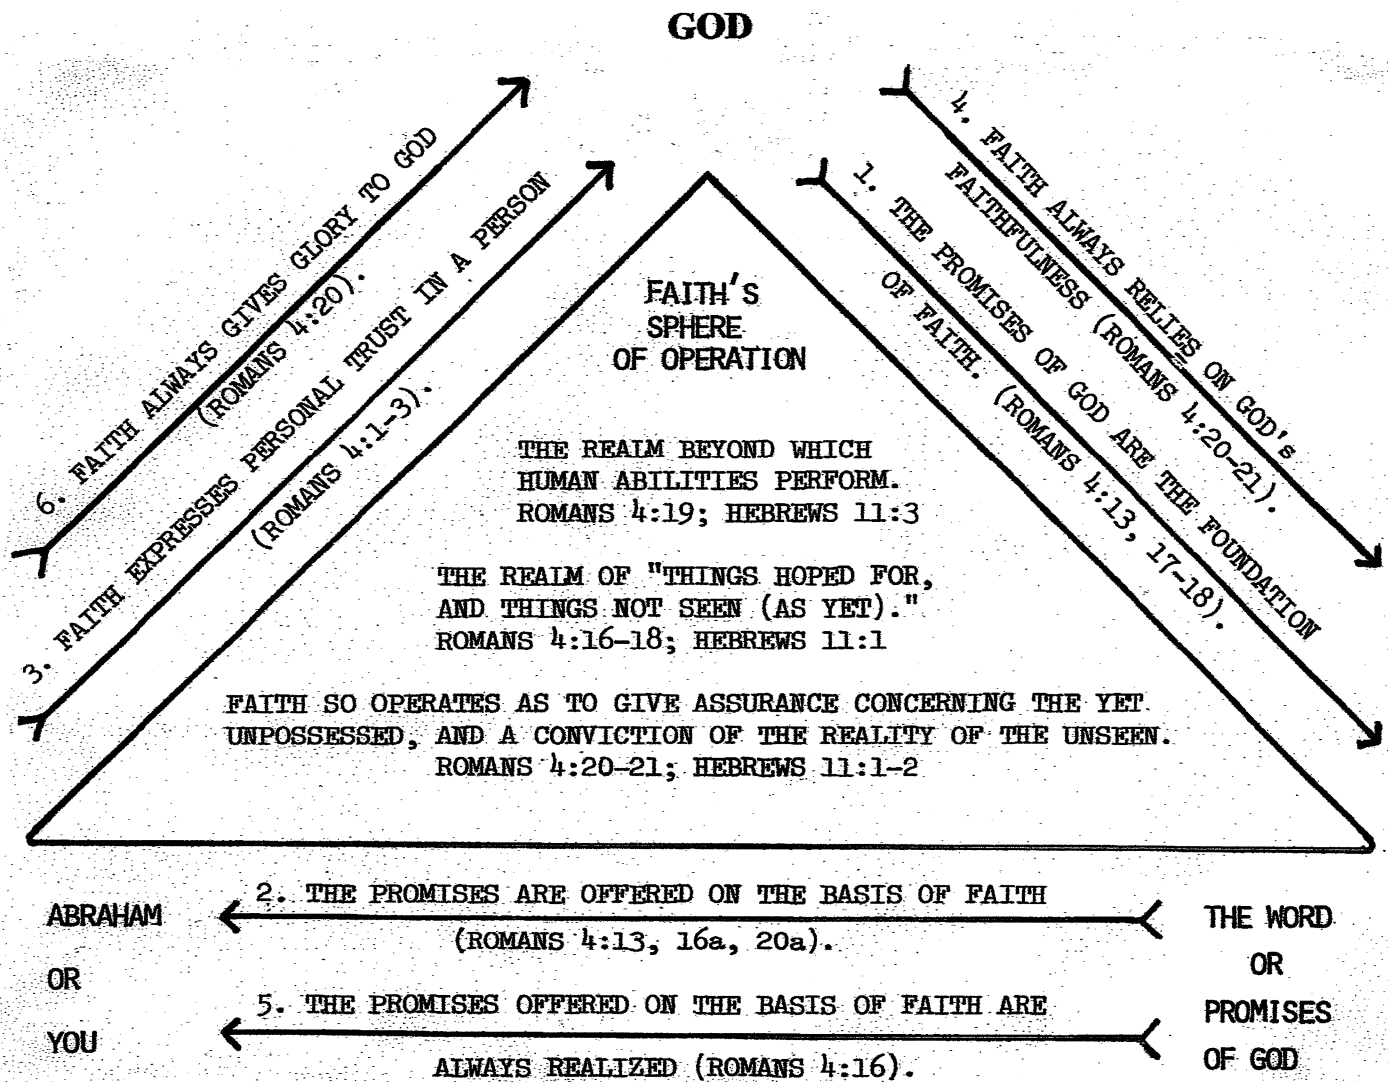 GOD
6. FAITH ALWAYS GIVES GLORY TO GOD
(ROMANS 4:20).
3. FAITH EXPRESSES PERSONAL TRUST IN A PERSON
(ROMANS 4:1-3).
4. FAITH ALWAYS RELIES ON GOD's
FAITHFULNESS (ROMANS 4:20-21).
1. THE PROMISES OF GOD ARE THE FOUNDATION
OF FAITH. (ROMANS 4:13, 17-18).
FAITH'S
SPHERE
OF OPERATION
THE REALM BEYOND WHICH
HUMAN ABILITIES PERFORM.
ROMANS 4:19; HEBREWS 11:3
THE REALM OF "THINGS HOPED FOR,
AND THINGS NOT SEEN (AS YET)."
ROMANS 4:16-18; HEBREWS 11:1
FAITH SO OPERATES AS TO GIVE ASSURANCE CONCERNING THE YET
UNPOSSESSED, AND A CONVICTION OF THE REALITY OF THE UNSEEN.
ROMANS 4:20-21; HEBREWS 11:1-2
ABRAHAM
OR
YOU
2. THE PROMISES ARE OFFERED ON THE BASIS OF FAITH
(ROMANS 4:13, 16a, 20a).
5. THE PROMISES OFFERED ON THE BASIS OF FAITH ARE
ALWAYS REALIZED (ROMANS 4:16).
THE WORD
OR
PROMISES
OF GOD